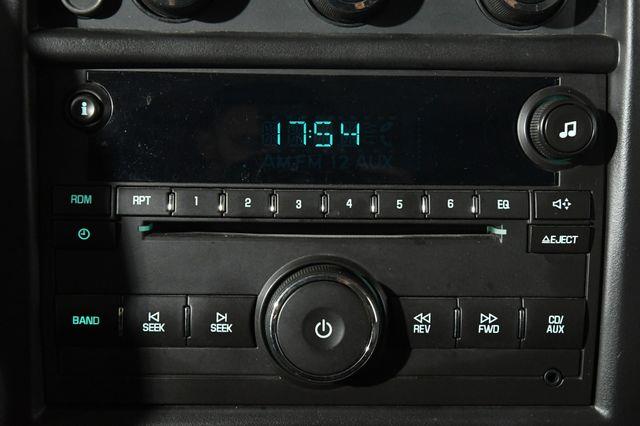 i
17:54
AM FM 12 AUX
RDM RPT 1 2 3 4 5 6 EQ
EJECT
BAND SEEK SEEK REV FWD CD/
AUX